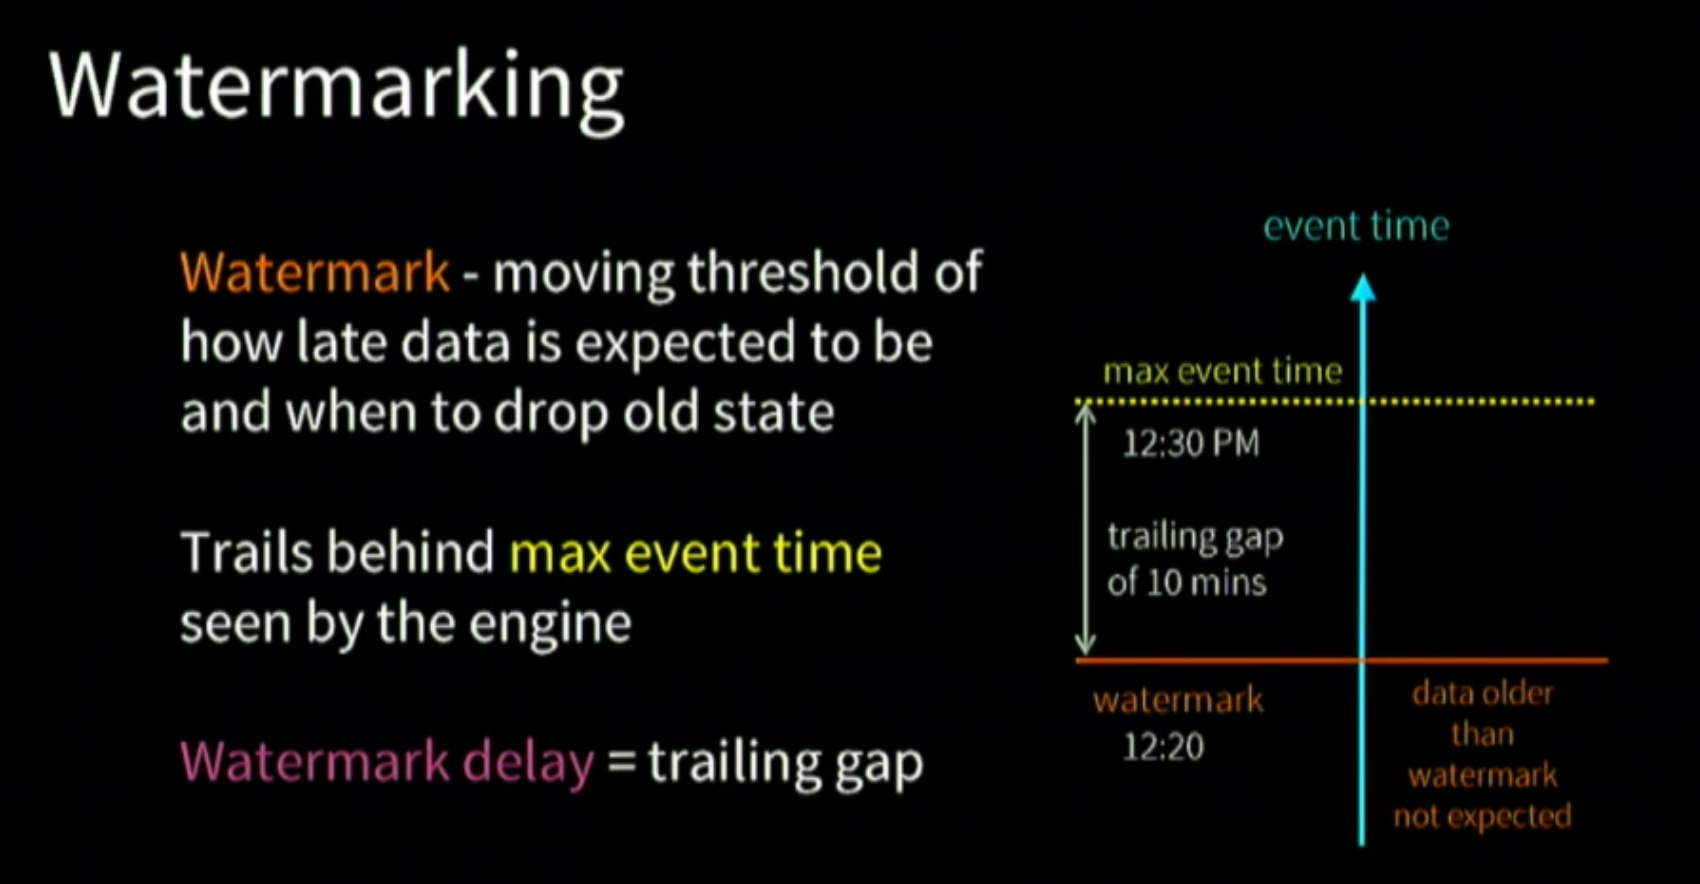 Watermarking
Watermark - moving threshold of
how late data is expected to be
and when to drop old state
Trails behind max event time
seen by the engine
Watermark delay = trailing gap
event time
max event time
12:30 PM
trailing gap
of 10 mins
watermark
12:20
data older
than
watermark
not expected